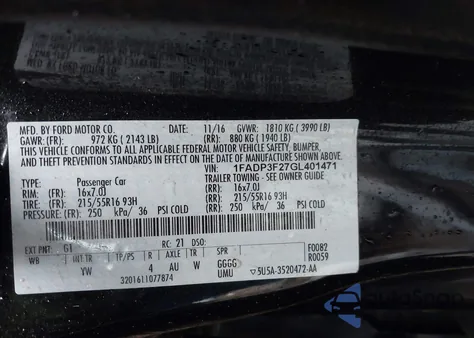 MFD. BY FORD MOTOR CO. 11/16 GVWR: 1810 KG ( 3990 LB)
GAWR: (FR): 972 KG ( 2143 LB) (RR): 880 KG ( 1940 LB)
THIS VEHICLE CONFORMS TO ALL APPLICABLE FEDERAL MOTOR VEHICLE SAFETY, BUMPER,
AND THEFT PREVENTION STANDARDS IN EFFECT ON THE DATE OF MANUFACTURE SHOWN ABOVE.
VIN: 1FADP3F27GL401471
TYPE: Passenger Car TRAILER TOWING - SEE OWNER GUIDE
RIM: (FR) 16x7.0J (RR): 16x7.0J
TIRE: (FR) 215/55R16 93H 215/55R16 93H
PRESSURE: (FR) 250 kPa/ 36 PSI COLD (RR): 250 kPa/ 36 PSI COLD
EXT PNT: G1 RC: 21 DSO:
WB YW TP/PS R AXLE TR SPR F0082
4 AU W GGGG R0059
UMU
3201611077874 5U5A-3520472-AA